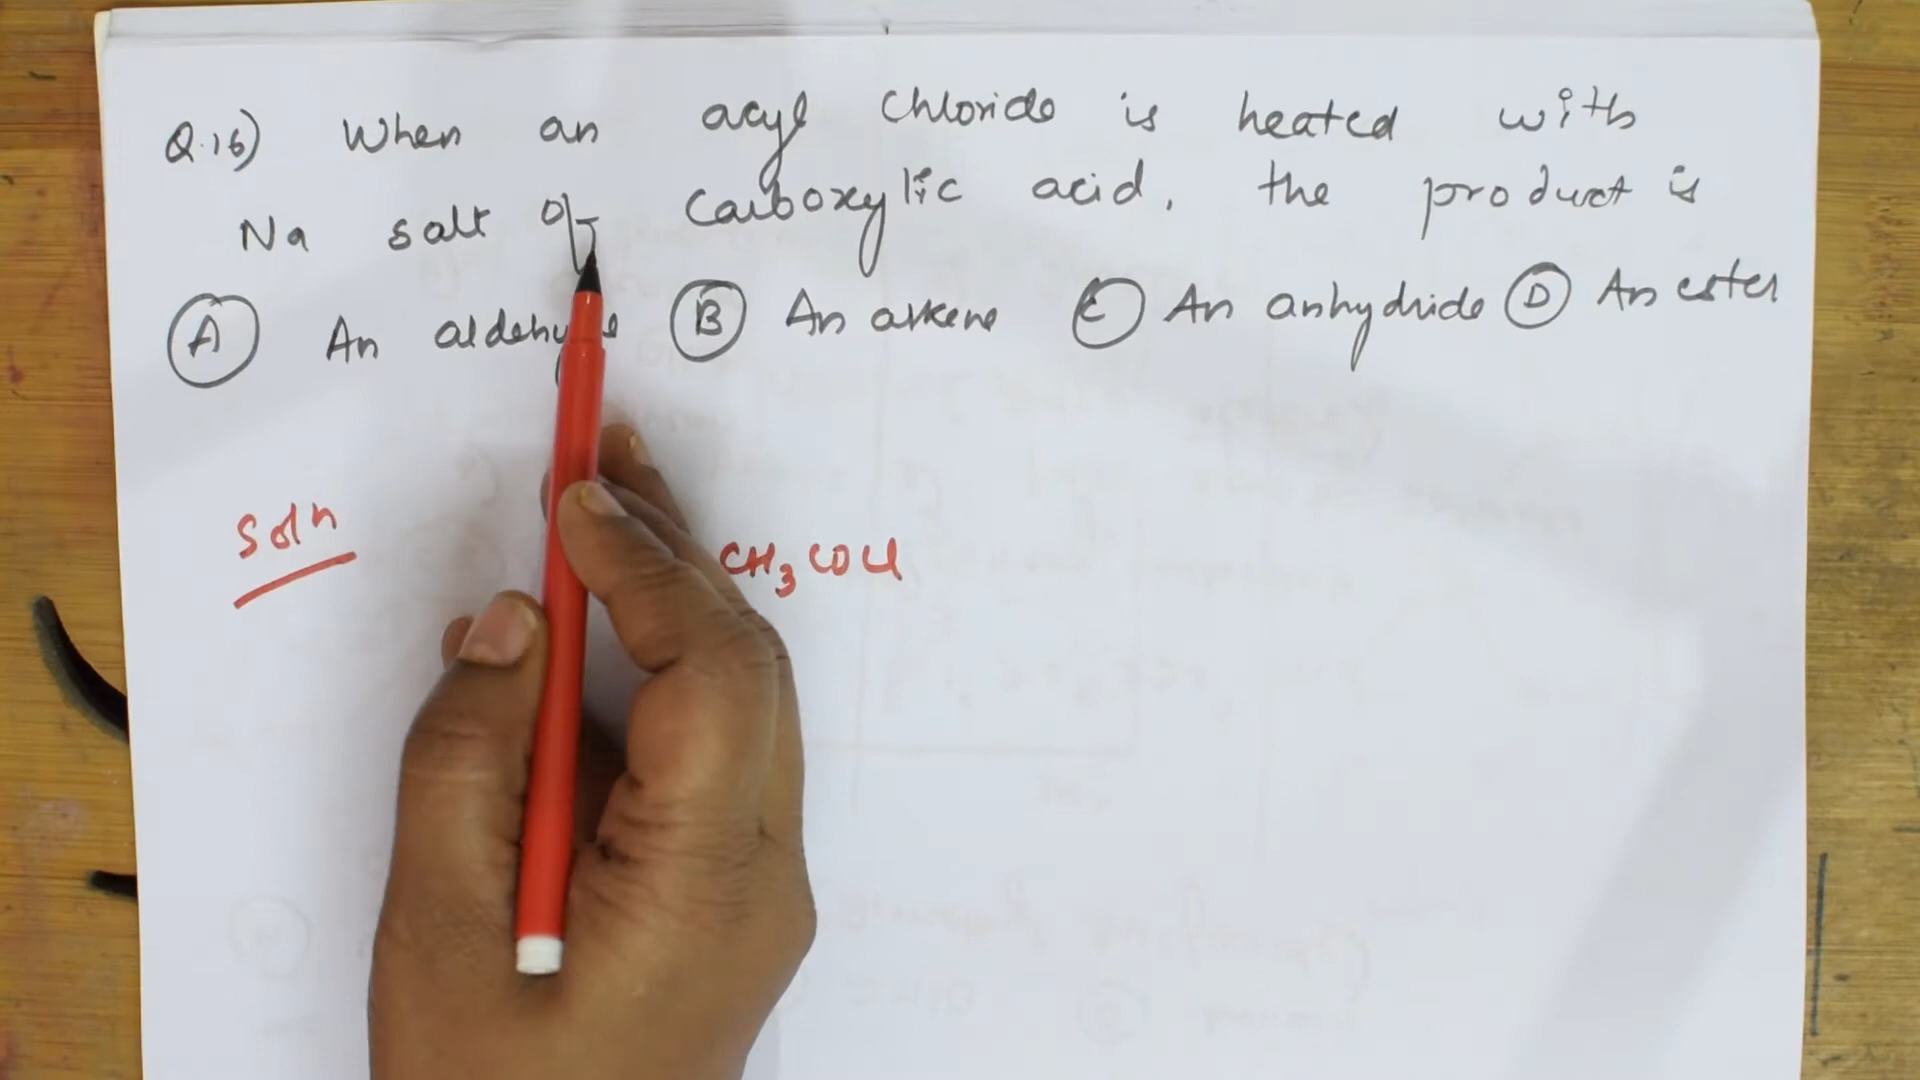 Q.16) When an acyl chloride is heated with
Na salt of carboxylic acid, the product is
(A) An aldehyde (B) An alkene (C) An anhydride (D) An ester
Soln
CH3COCl